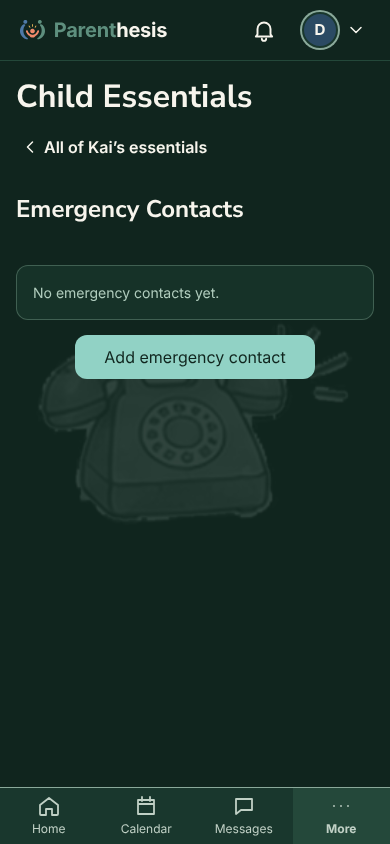 Parenthesis
D
Child Essentials
All of Kai’s essentials
Emergency Contacts
No emergency contacts yet.
Add emergency contact
Home
Calendar
Messages
More